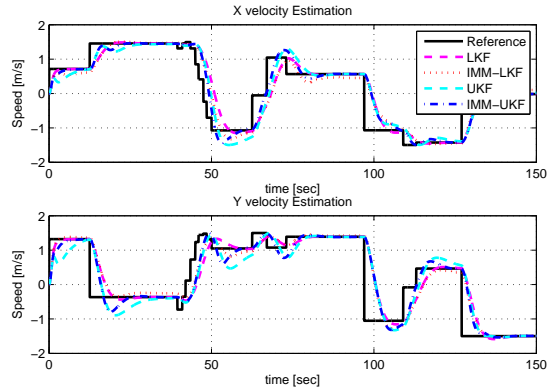 X velocity Estimation
Speed [m/s]
2
1
0
−1
−2
0
50
100
150
time [sec]
Reference
LKF
IMM−LKF
UKF
IMM−UKF
Y velocity Estimation
Speed [m/s]
2
1
0
−1
−2
0
50
100
150
time [sec]